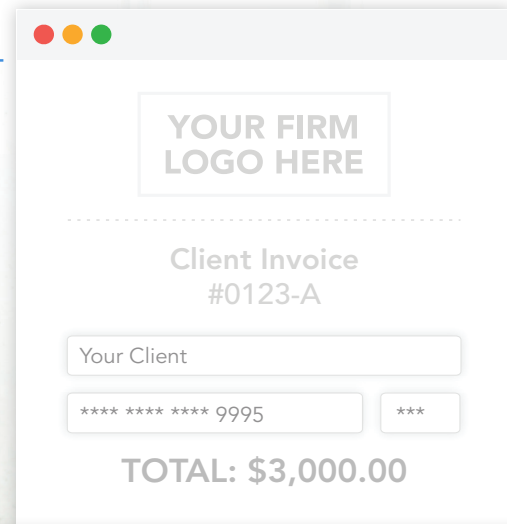 YOUR FIRM
LOGO HERE
Client Invoice
#0123-A
Your Client
**** **** **** 9995 ***
TOTAL: $3,000.00